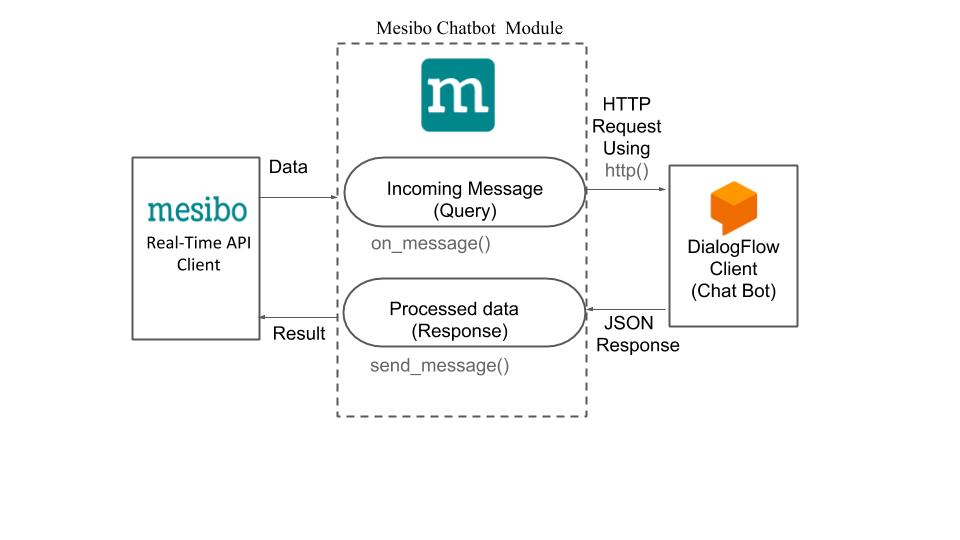 Mesibo Chatbot Module
m
HTTP
Request
Using
http()
Data
Incoming Message
(Query)
on_message()
mesibo
Real-Time API
Client
DialogFlow
Client
(Chat Bot)
Processed data
(Response)
send_message()
Result
JSON
Response